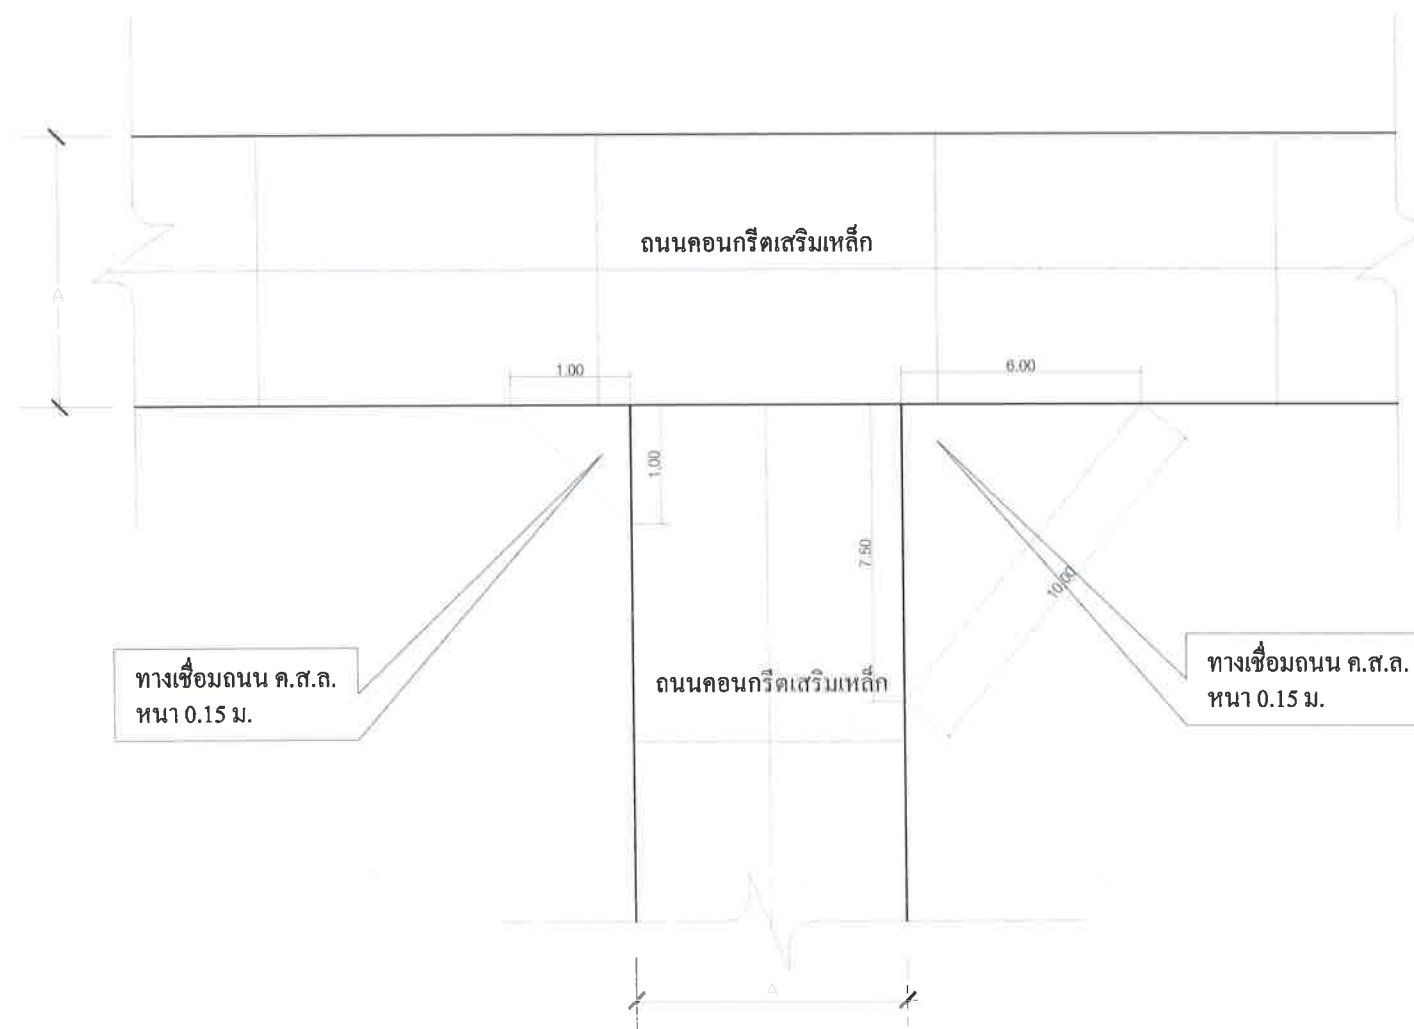 ถนนคอนกรีตเสริมเหล็ก
A
1.00
6.00
1.00
7.50
10.00
ทางเชื่อมถนน ค.ส.ล.
หนา 0.15 ม.
ถนนคอนกรีตเสริมเหล็ก
ทางเชื่อมถนน ค.ส.ล.
หนา 0.15 ม.
A